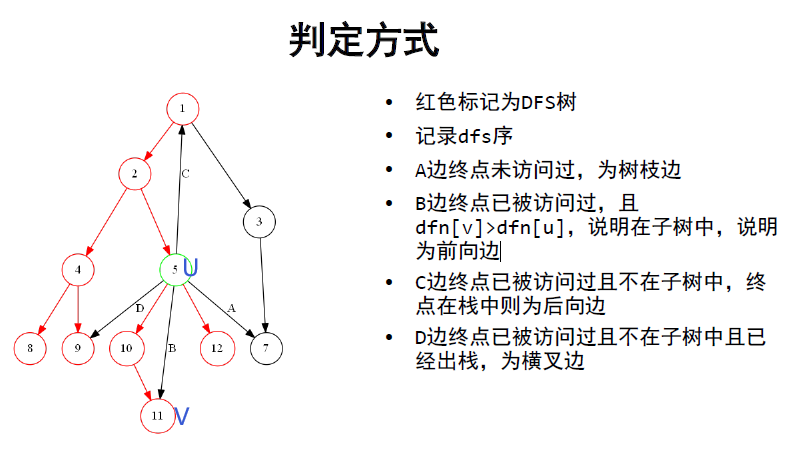 判定方式
1
2
C
3
4
5
U
D
A
8
9
10
B
12
7
11
V
• 红色标记为DFS树
• 记录dfs序
• A边终点未访问过，为树枝边
• B边终点已被访问过，且
dfn[v]>dfn[u]，说明在子树中，说明
为前向边
• C边终点已被访问过且不在子树中，终
点在栈中则为后向边
• D边终点已被访问过且不在子树中且已
经出栈，为横叉边